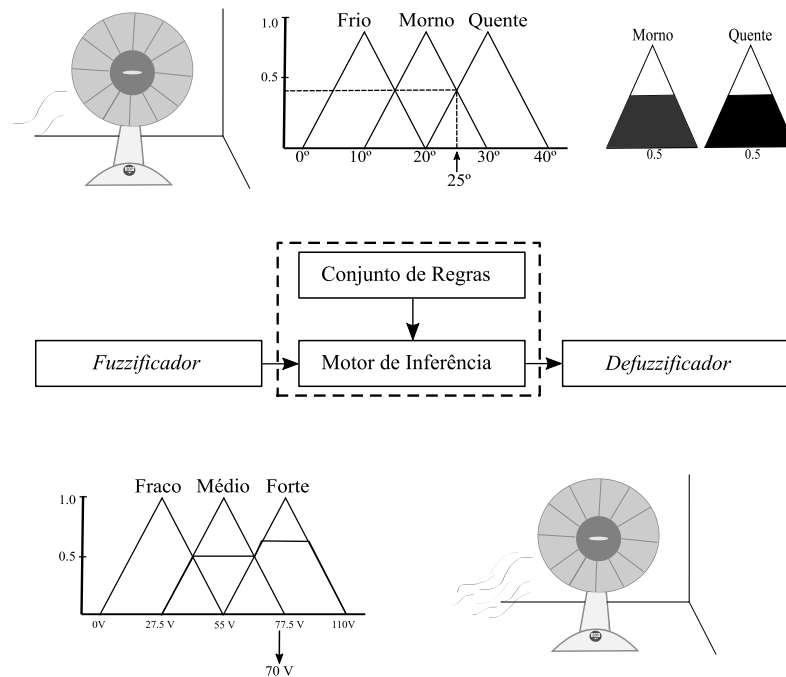 Frio Morno Quente
1.0
0.5
0º 10º 20º 30º 40º
25º
Morno Quente
0.5 0.5
Conjunto de Regras
Fuzzificador
Motor de Inferência
Defuzzificador
Fraco Médio Forte
1.0
0.5
0V 27.5 V 55 V 77.5 V 110V
70 V